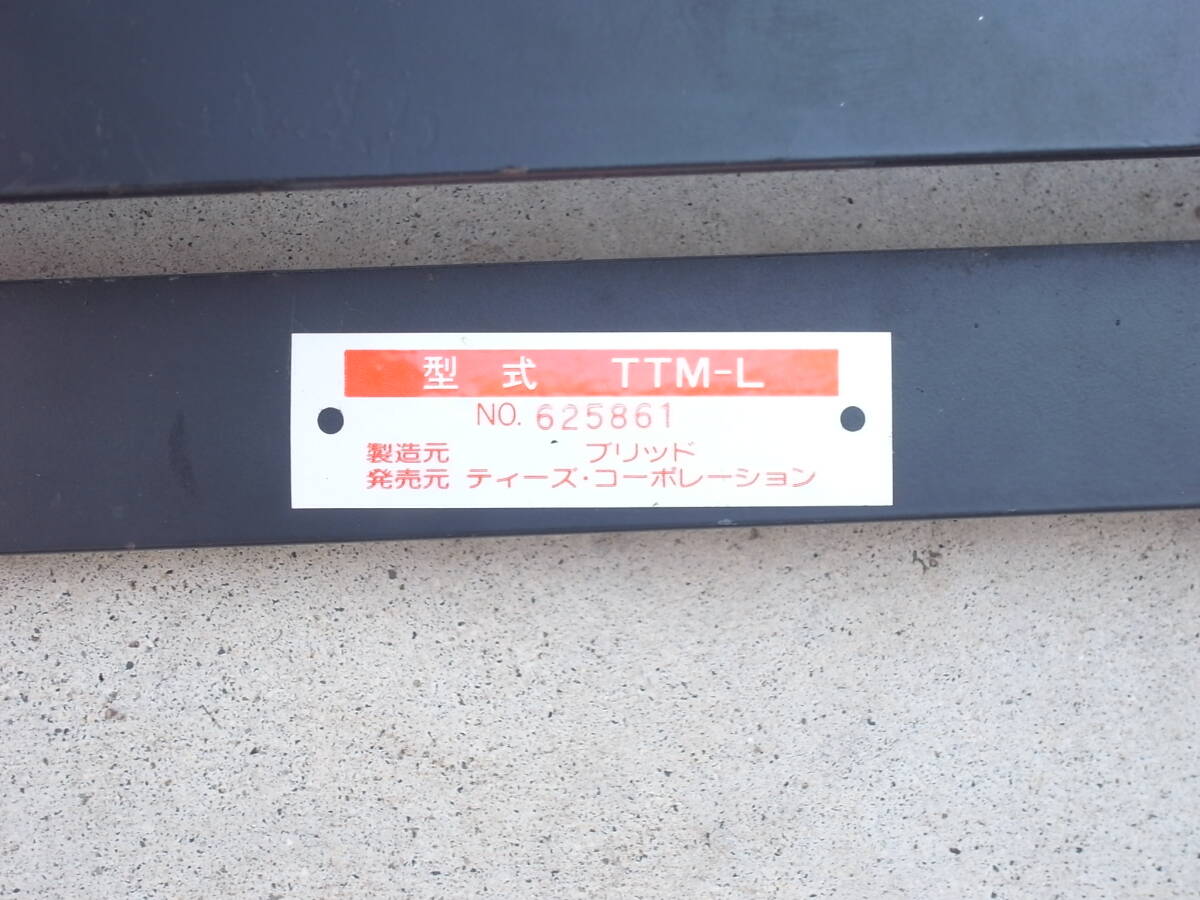 型式 TTM-L
NO. 625861
製造元 ブリッド
発売元 ティーズ・コーポレーション